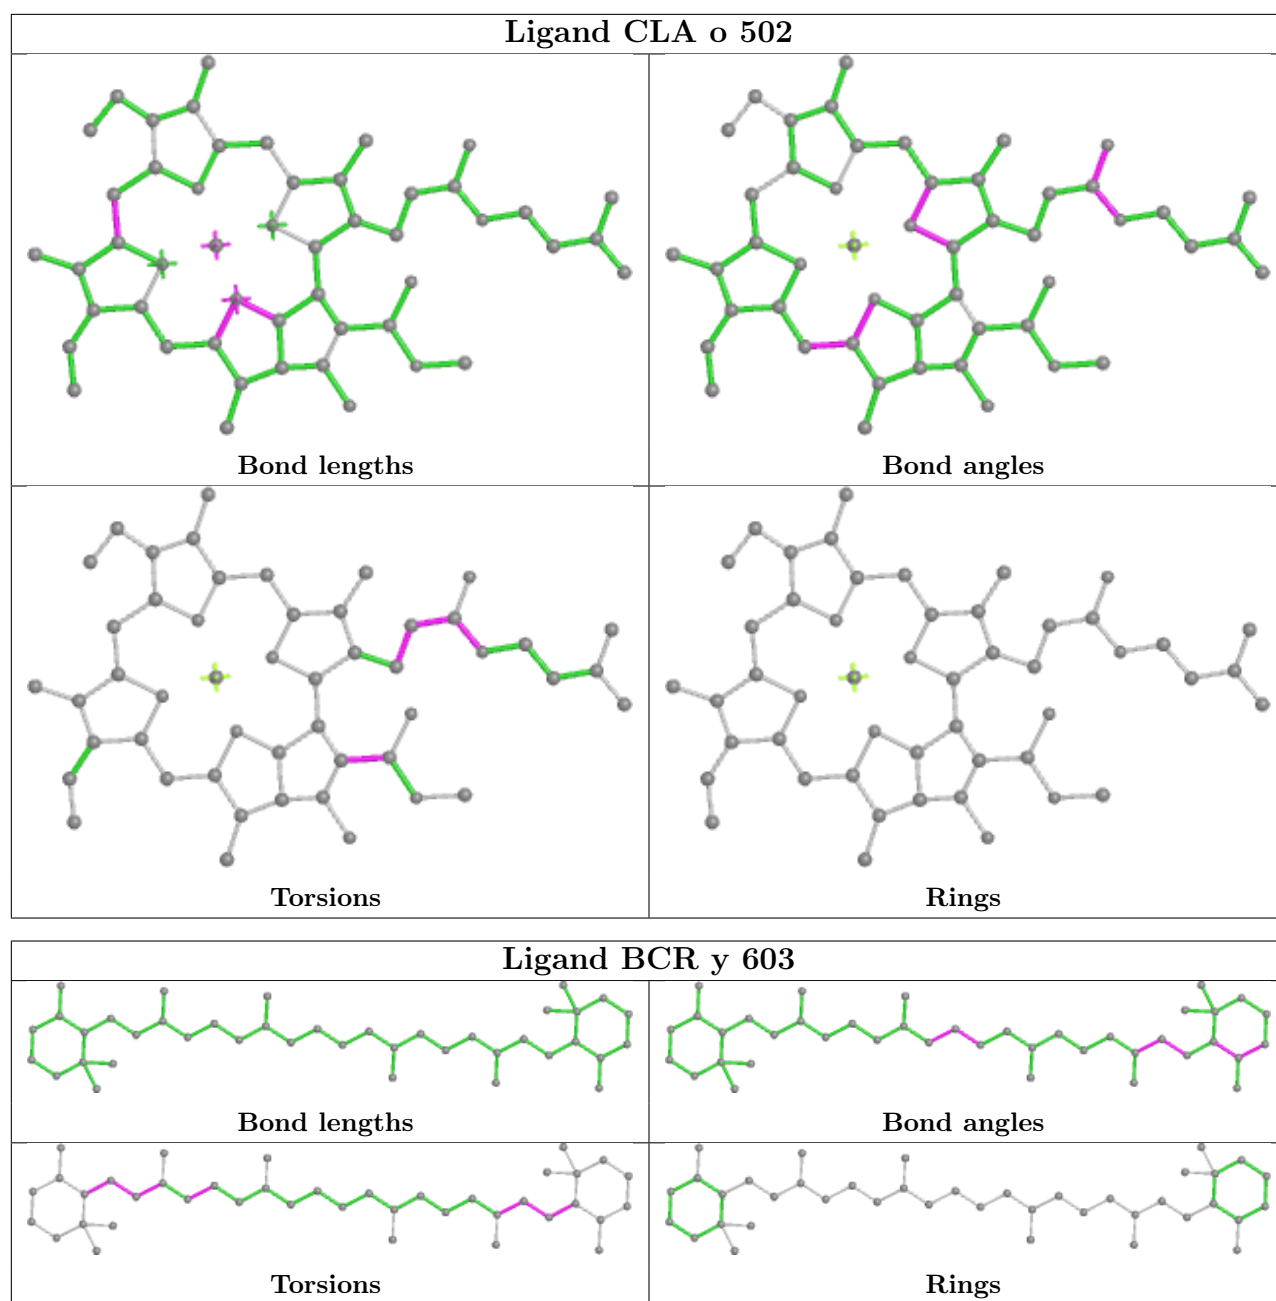 Ligand CLA o 502
Bond lengths
Bond angles
Torsions
Rings
Ligand BCR y 603
Bond lengths
Bond angles
Torsions
Rings